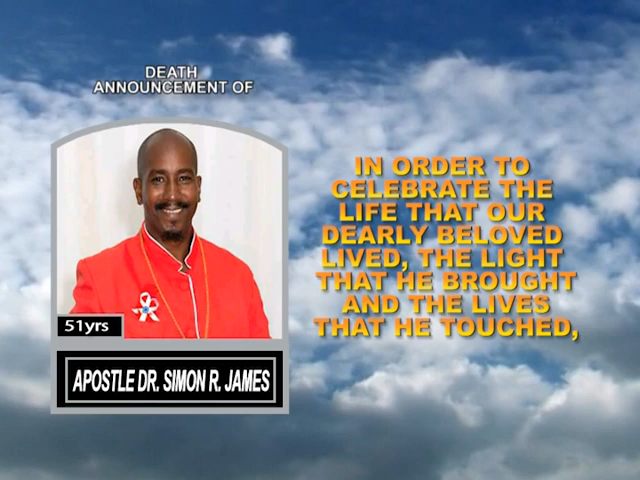 DEATH
ANNOUNCEMENT OF
51yrs
APOSTLE DR. SIMON R. JAMES
IN ORDER TO
CELEBRATE THE
LIFE THAT OUR
DEARLY BELOVED
LIVED, THE LIGHT
THAT HE BROUGHT
AND THE LIVES
THAT HE TOUCHED,